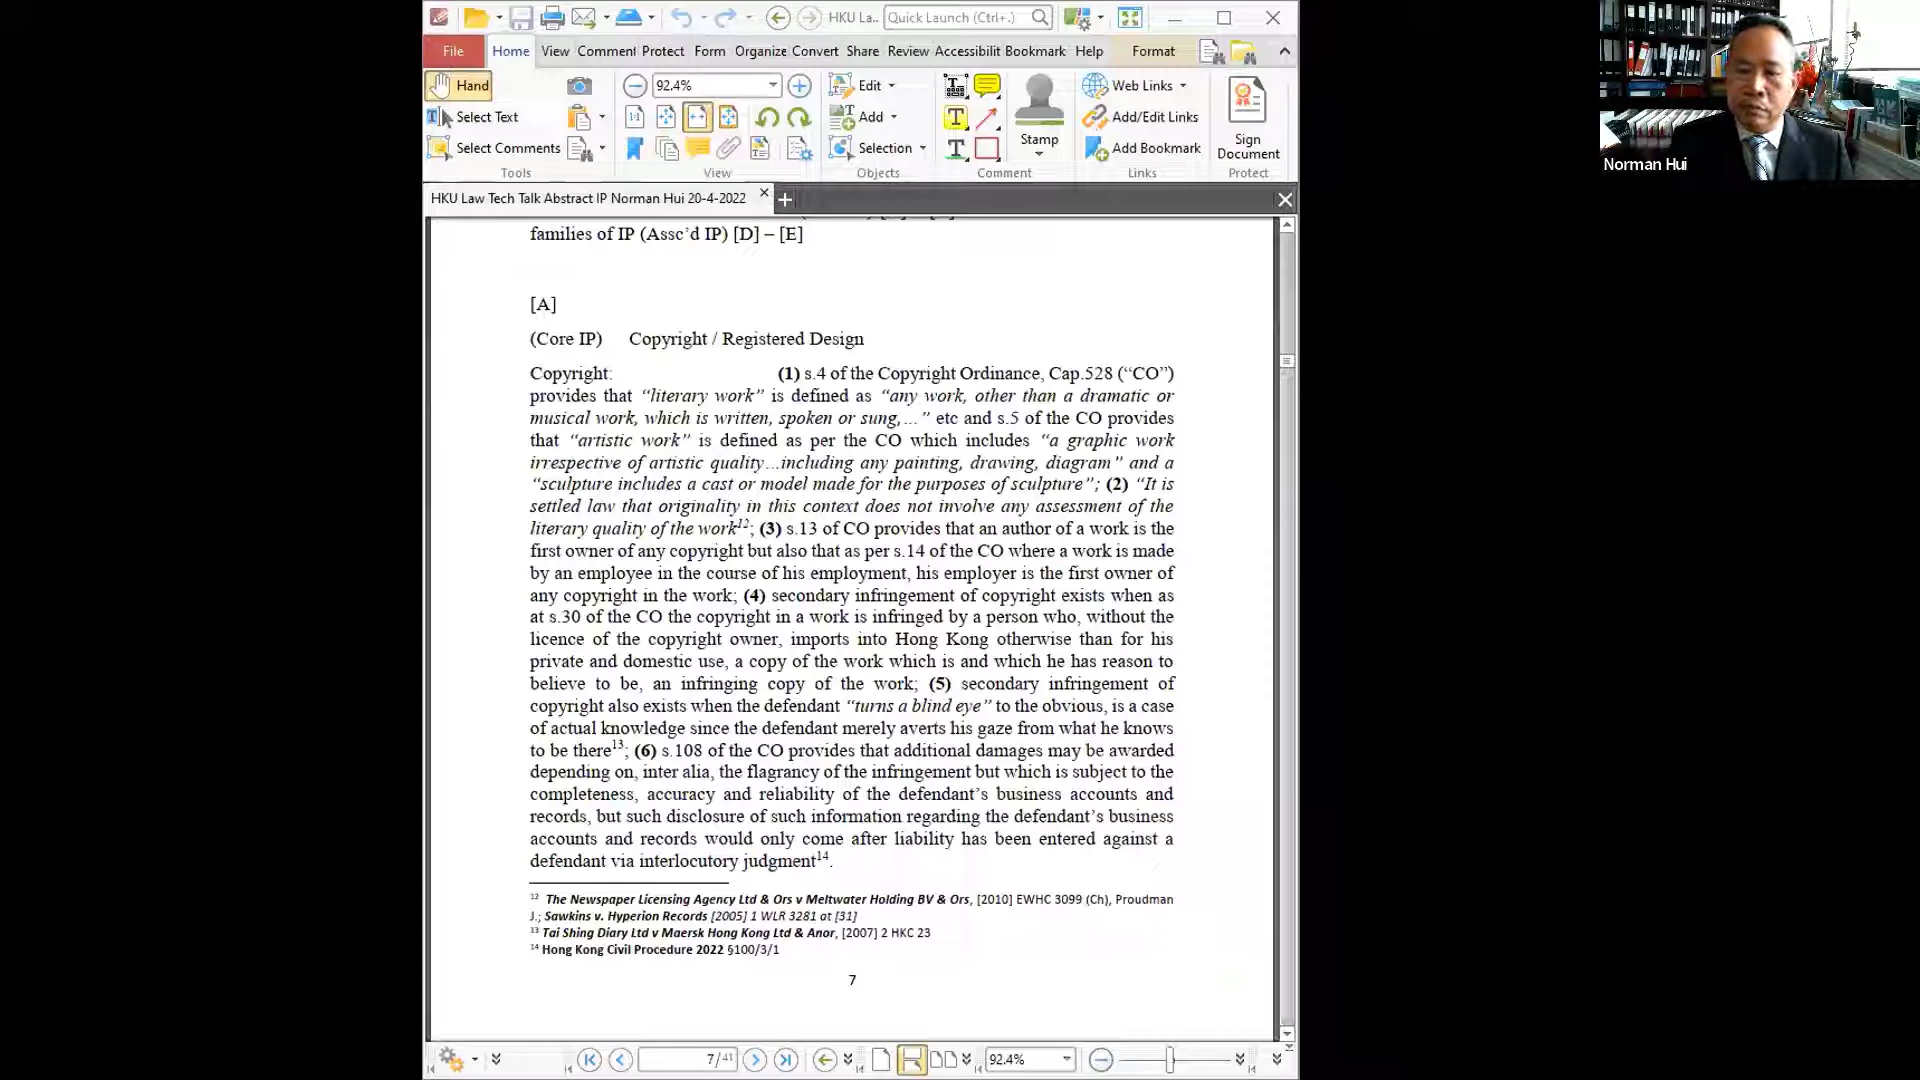 HKU La..
Quick Launch (Ctrl+.)
File Home View Comment Protect Form Organize Convert Share Review Accessibilit Bookmark Help Format
Hand
Select Text
Select Comments
Tools
92.4%
View
Edit
Add
Selection
Objects
Stamp
Comment
Web Links
Add/Edit Links
Add Bookmark
Links
Sign
Document
Protect
HKU Law Tech Talk Abstract IP Norman Hui 20-4-2022
families of IP (Assc’d IP) [D] – [E]
[A]
(Core IP) Copyright / Registered Design
Copyright: (1) s.4 of the Copyright Ordinance, Cap.528 (“CO”)
provides that “literary work” is defined as “any work, other than a dramatic or
musical work, which is written, spoken or sung,…” etc and s.5 of the CO provides
that “artistic work” is defined as per the CO which includes “a graphic work
irrespective of artistic quality…including any painting, drawing, diagram” and a
“sculpture includes a cast or model made for the purposes of sculpture”; (2) “It is
settled law that originality in this context does not involve any assessment of the
literary quality of the work12; (3) s.13 of CO provides that an author of a work is the
first owner of any copyright but also that as per s.14 of the CO where a work is made
by an employee in the course of his employment, his employer is the first owner of
any copyright in the work; (4) secondary infringement of copyright exists when as
at s.30 of the CO the copyright in a work is infringed by a person who, without the
licence of the copyright owner, imports into Hong Kong otherwise than for his
private and domestic use, a copy of the work which is and which he has reason to
believe to be, an infringing copy of the work; (5) secondary infringement of
copyright also exists when the defendant “turns a blind eye” to the obvious, is a case
of actual knowledge since the defendant merely averts his gaze from what he knows
to be there13; (6) s.108 of the CO provides that additional damages may be awarded
depending on, inter alia, the flagrancy of the infringement but which is subject to the
completeness, accuracy and reliability of the defendant’s business accounts and
records, but such disclosure of such information regarding the defendant’s business
accounts and records would only come after liability has been entered against a
defendant via interlocutory judgment14.
12 The Newspaper Licensing Agency Ltd & Ors v Meltwater Holding BV & Ors, [2010] EWHC 3099 (Ch), Proudman
J.; Sawkins v. Hyperion Records [2005] 1 WLR 3281 at [31]
13 Tai Shing Diary Ltd v Maersk Hong Kong Ltd & Anor, [2007] 2 HKC 23
14 Hong Kong Civil Procedure 2022 §100/3/1
7
7/41
92.4%
Norman Hui